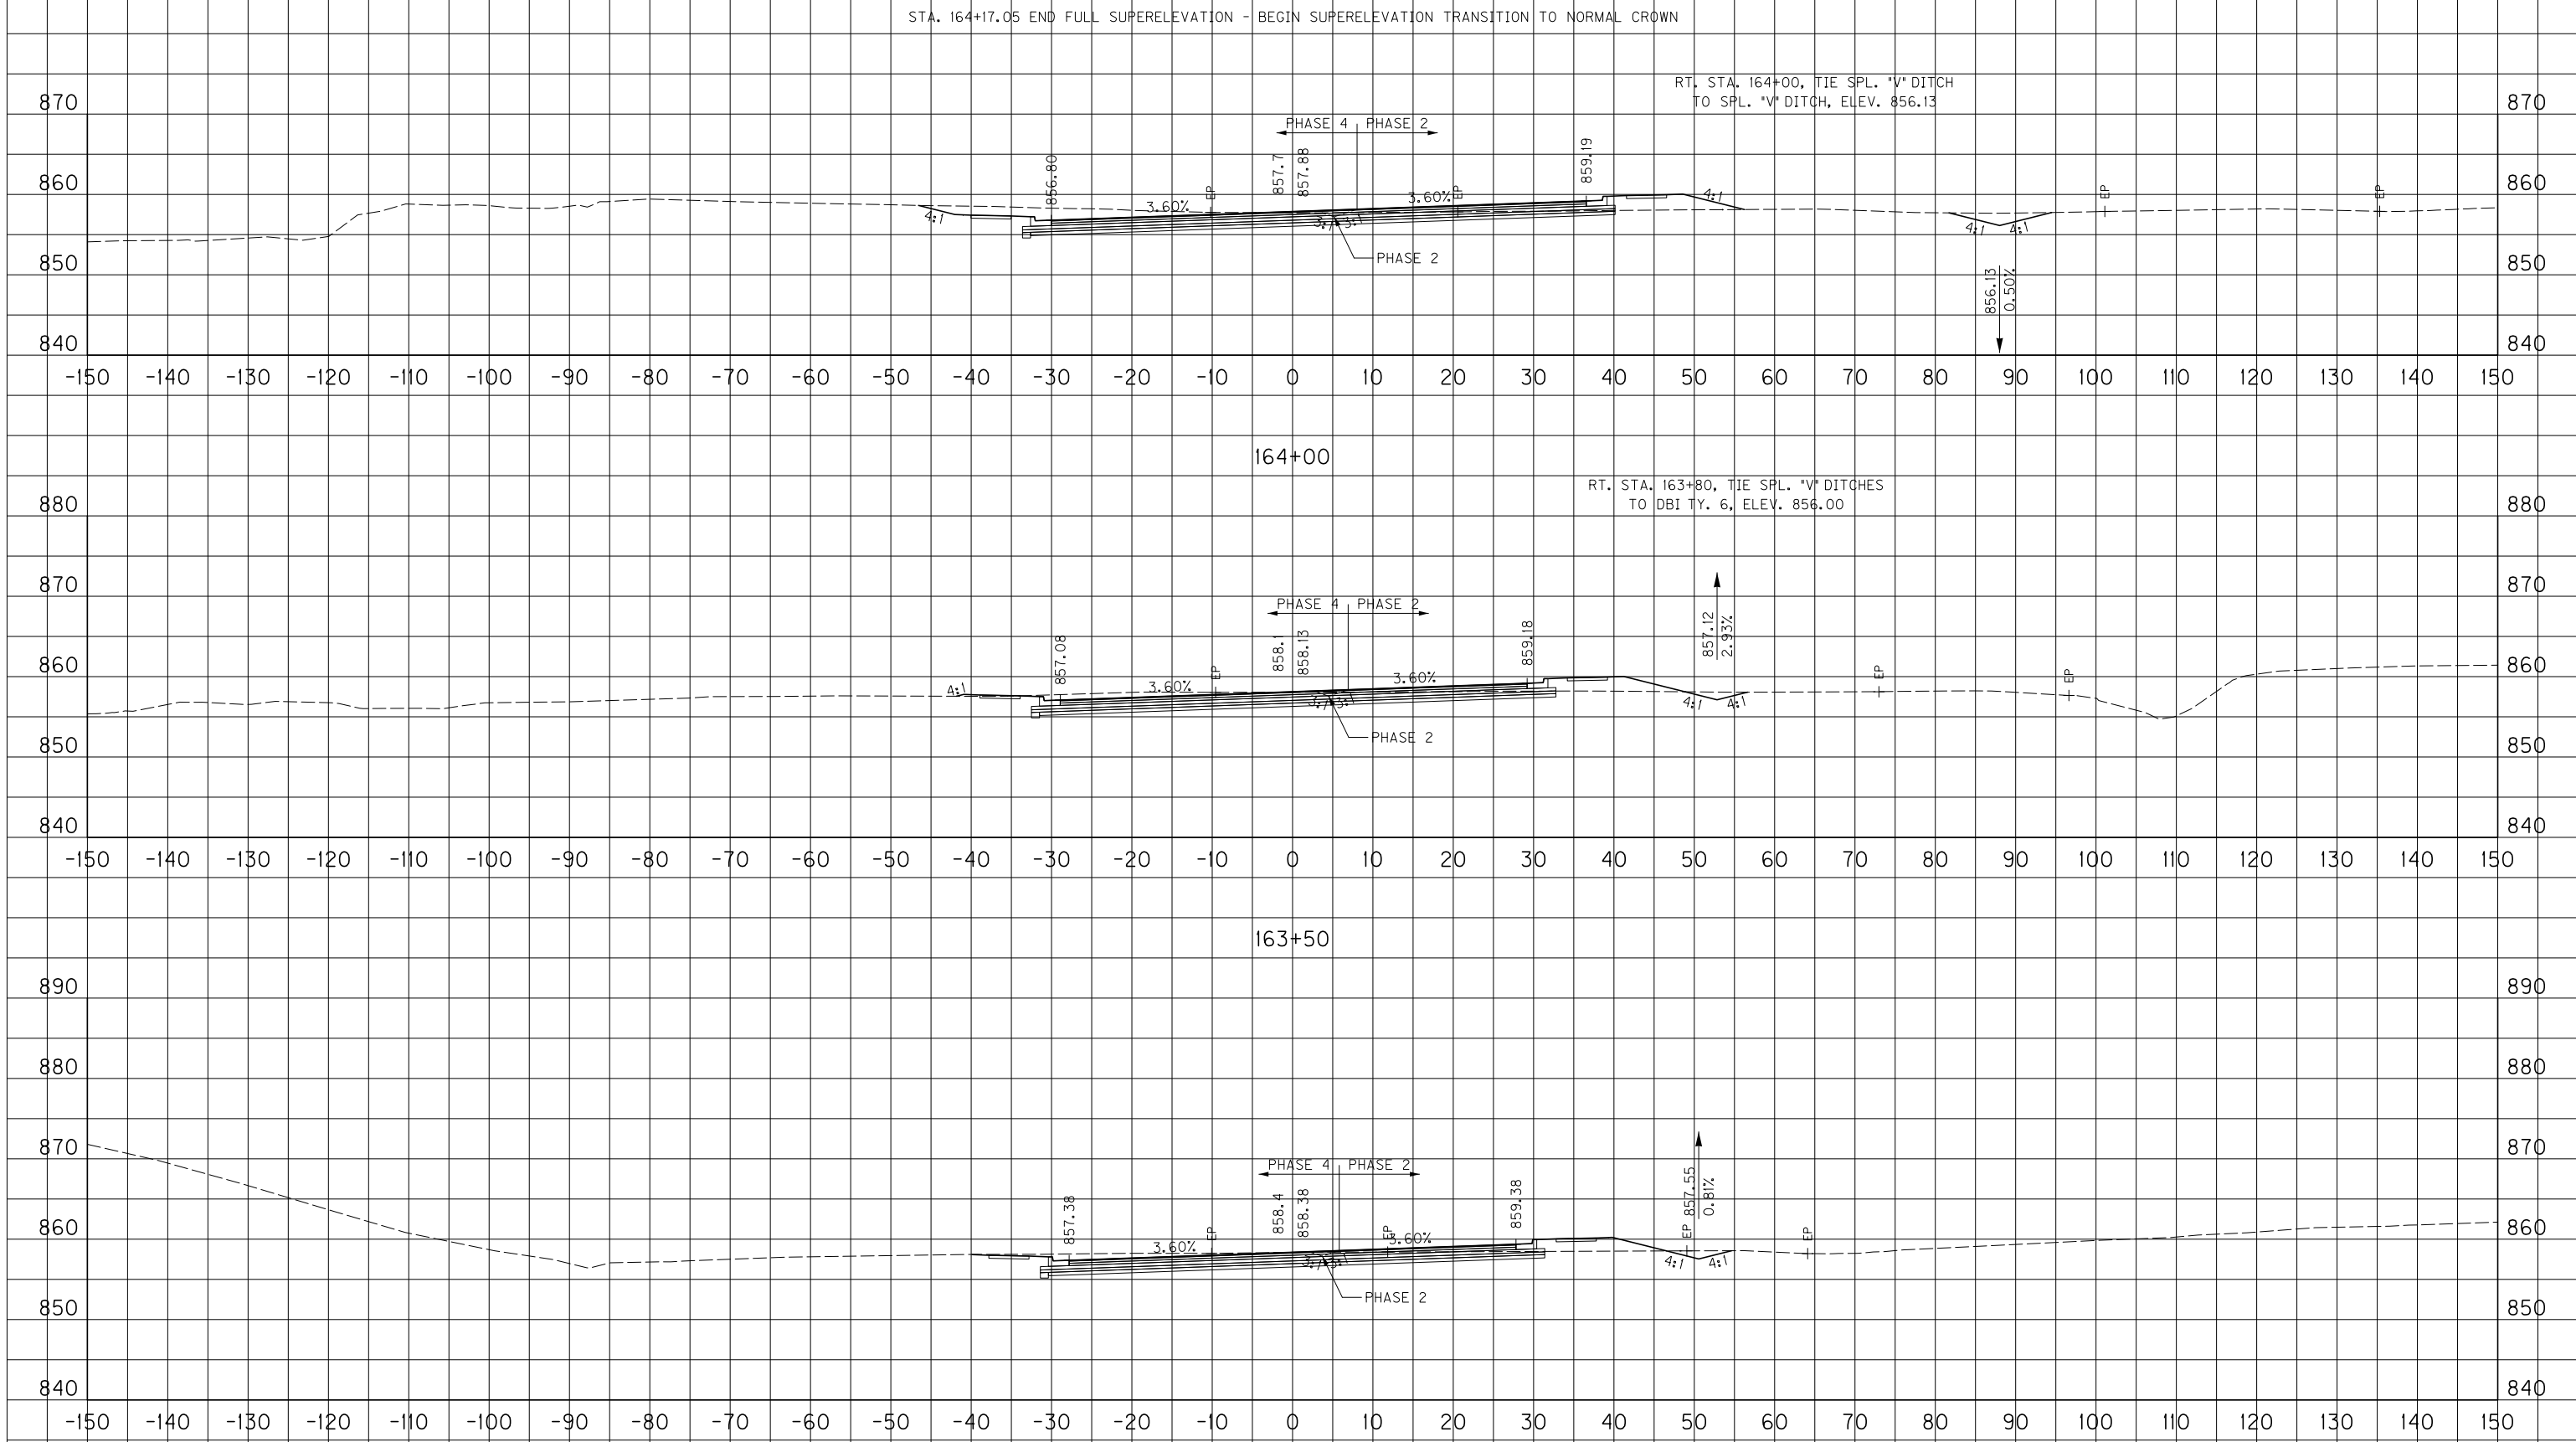 STA. 164+17.05 END FULL SUPERELEVATION - BEGIN SUPERELEVATION TRANSITION TO NORMAL CROWN
RT. STA. 164+00, TIE SPL. "V" DITCH
TO SPL. "V" DITCH, ELEV. 856.13
870 870
PHASE 4 PHASE 2
856.80 857.7 857.88 859.19
860 860
4:1 3.60% EP 3.60% EP 4:1 EP EP
3:1 3:1 4:1 4:1
PHASE 2
850 850
856.13
0.50%
840 840
-150 -140 -130 -120 -110 -100 -90 -80 -70 -60 -50 -40 -30 -20 -10 0 10 20 30 40 50 60 70 80 90 100 110 120 130 140 150
164+00
RT. STA. 163+80, TIE SPL. "V" DITCHES
TO DBI TY. 6, ELEV. 856.00
880 880
870 870
PHASE 4 PHASE 2
857.08 858.1 858.13 859.18 857.12
2.93%
860 860
4:1 3.60% EP 3.60% EP EP
3:1 3:1 4:1 4:1
PHASE 2
850 850
840 840
-150 -140 -130 -120 -110 -100 -90 -80 -70 -60 -50 -40 -30 -20 -10 0 10 20 30 40 50 60 70 80 90 100 110 120 130 140 150
163+50
890 890
880 880
870 870
PHASE 4 PHASE 2
857.38 858.4 858.38 859.38 857.55
0.81%
860 860
3.60% EP EP 3.60% EP EP
3:1 3:1 4:1 4:1
PHASE 2
850 850
840 840
-150 -140 -130 -120 -110 -100 -90 -80 -70 -60 -50 -40 -30 -20 -10 0 10 20 30 40 50 60 70 80 90 100 110 120 130 140 150